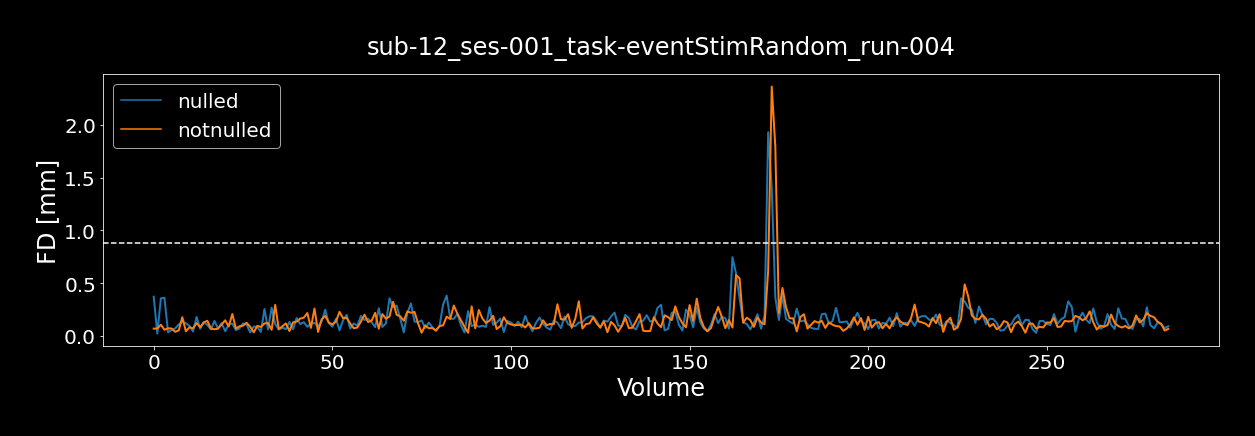 sub-12_ses-001_task-eventStimRandom_run-004
nulled
notnulled
FD [mm]
2.0
1.5
1.0
0.5
0.0
0 50 100 150 200 250
Volume